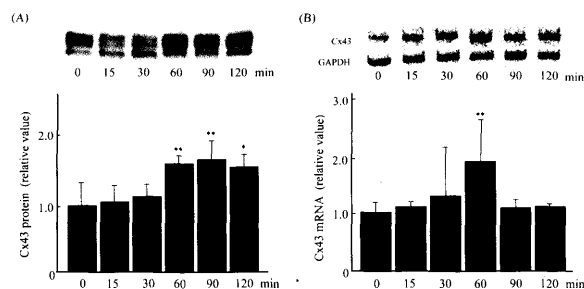 (A)
0 15 30 60 90 120 min
Cx43 protein (relative value)
2.0
1.0
0
** ** *
0 15 30 60 90 120 min
(B)
Cx43
GAPDH
0 15 30 60 90 120 min
Cx43 mRNA (relative value)
3.0
2.0
1.0
0
**
0 15 30 60 90 120 min